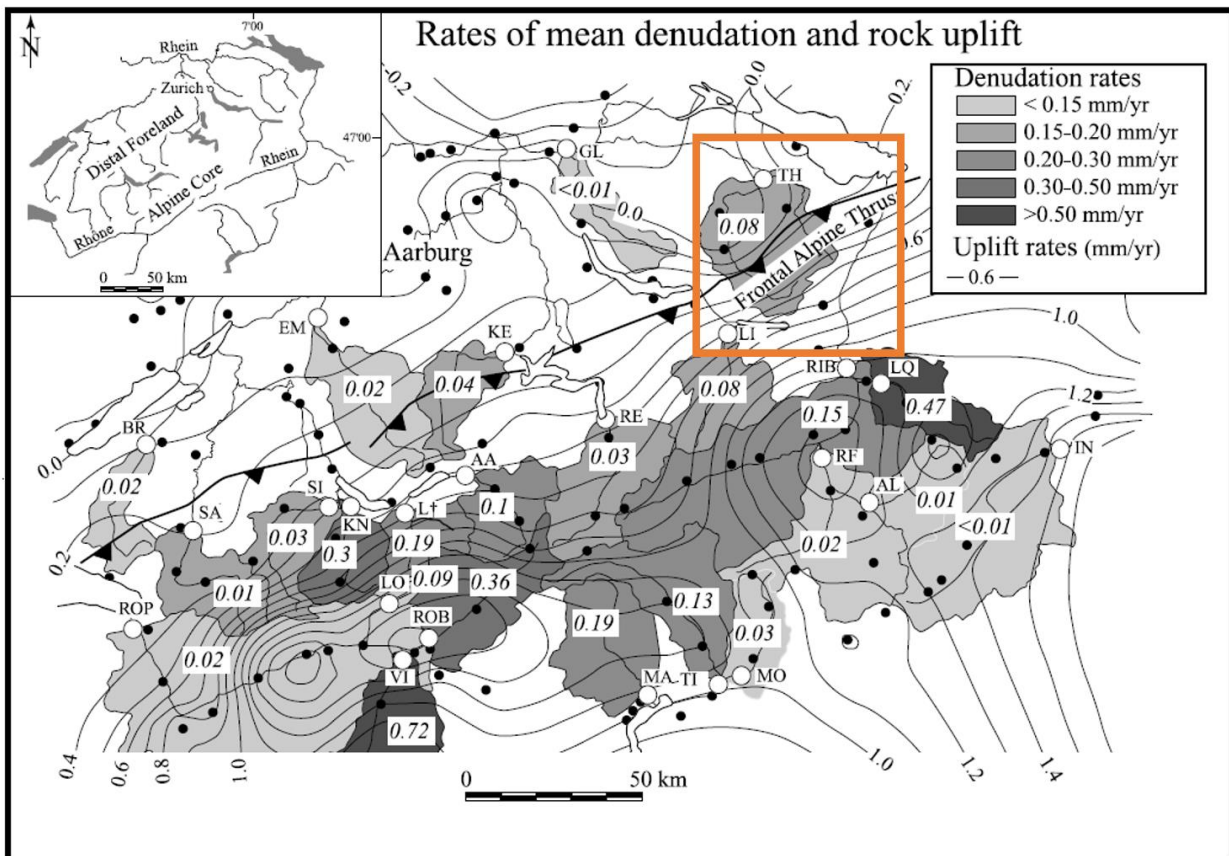 Rates of mean denudation and rock uplift
N
7'00
Rhein
Zurich
47'00
Distal Foreland
Rhein
Alpine Core
Rhône
0 50 km
Denudation rates
< 0.15 mm/yr
0.15-0.20 mm/yr
0.20-0.30 mm/yr
0.30-0.50 mm/yr
>0.50 mm/yr
Uplift rates (mm/yr)
0.6
-0.2
0.0
0.2.
GL
TH
<0.01
0.0
0.08
Frontal Alpine Thrus
0.6
Aarburg
1.0
EM
KE
LI
RIB
LQ
0.02
0.04
0.08
0.47
1.2
BR
RE
0.15
IN
0.0
0.03
RF
0.02
AA
AL
0.01
SI
KN
L†
0.1
<0.01
SA
0.03
0.3
0.19
0.02
0.2
0.09
0.36
LO
0.01
0.13
ROP
ROB
0.19
0.03
0.02
VI
MA
TI
MO
0.72
0.4
0.6
0.8
1.0
1.0
1.2
1.4
0 50 km